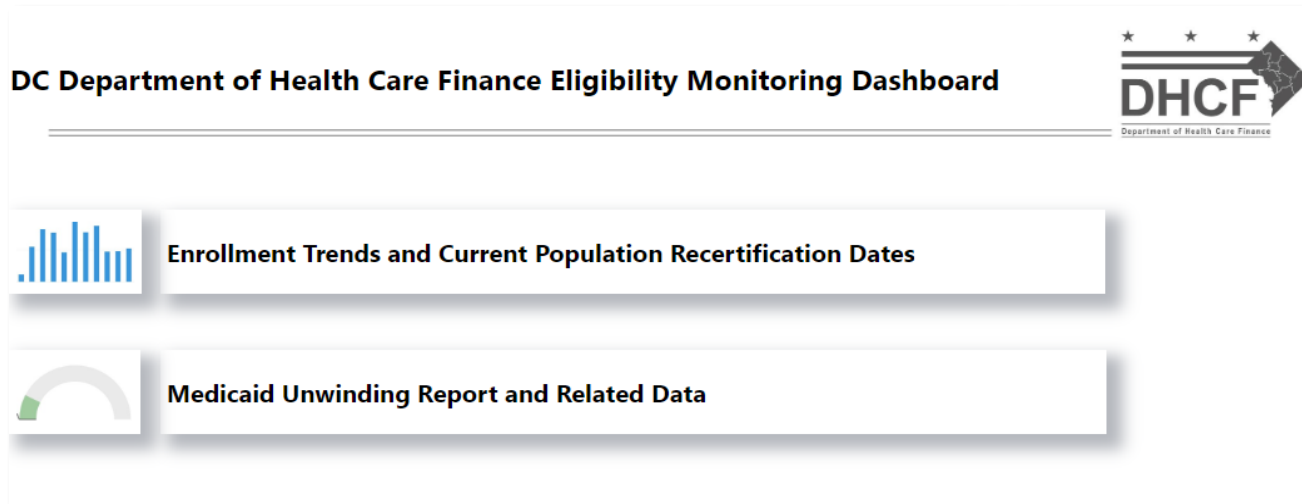 DC Department of Health Care Finance Eligibility Monitoring Dashboard
DHCF
Department of Health Care Finance
Enrollment Trends and Current Population Recertification Dates
Medicaid Unwinding Report and Related Data